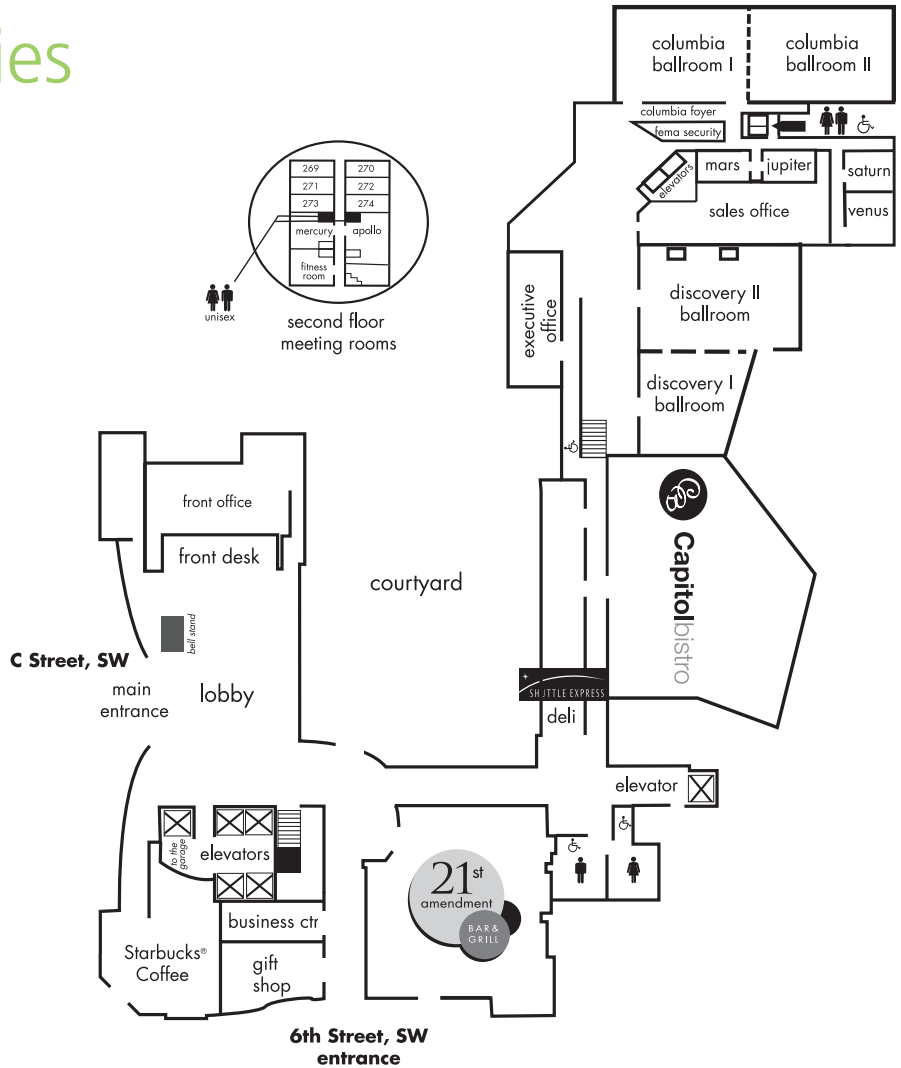 ies
columbia
ballroom I
columbia
ballroom II
columbia foyer
fema security
elevators
mars
jupiter
saturn
sales office
venus
269
270
271
272
273
274
mercury
apollo
fitness
room
unisex
second floor
meeting rooms
executive
office
discovery II
ballroom
discovery I
ballroom
front office
front desk
courtyard
CB
Capitolbistro
bell stand
C Street, SW
main
entrance
lobby
SHUTTLE EXPRESS
deli
elevator
to the
garage
elevators
21st
amendment
BAR &
GRILL
business ctr
Starbucks®
Coffee
gift
shop
6th Street, SW
entrance